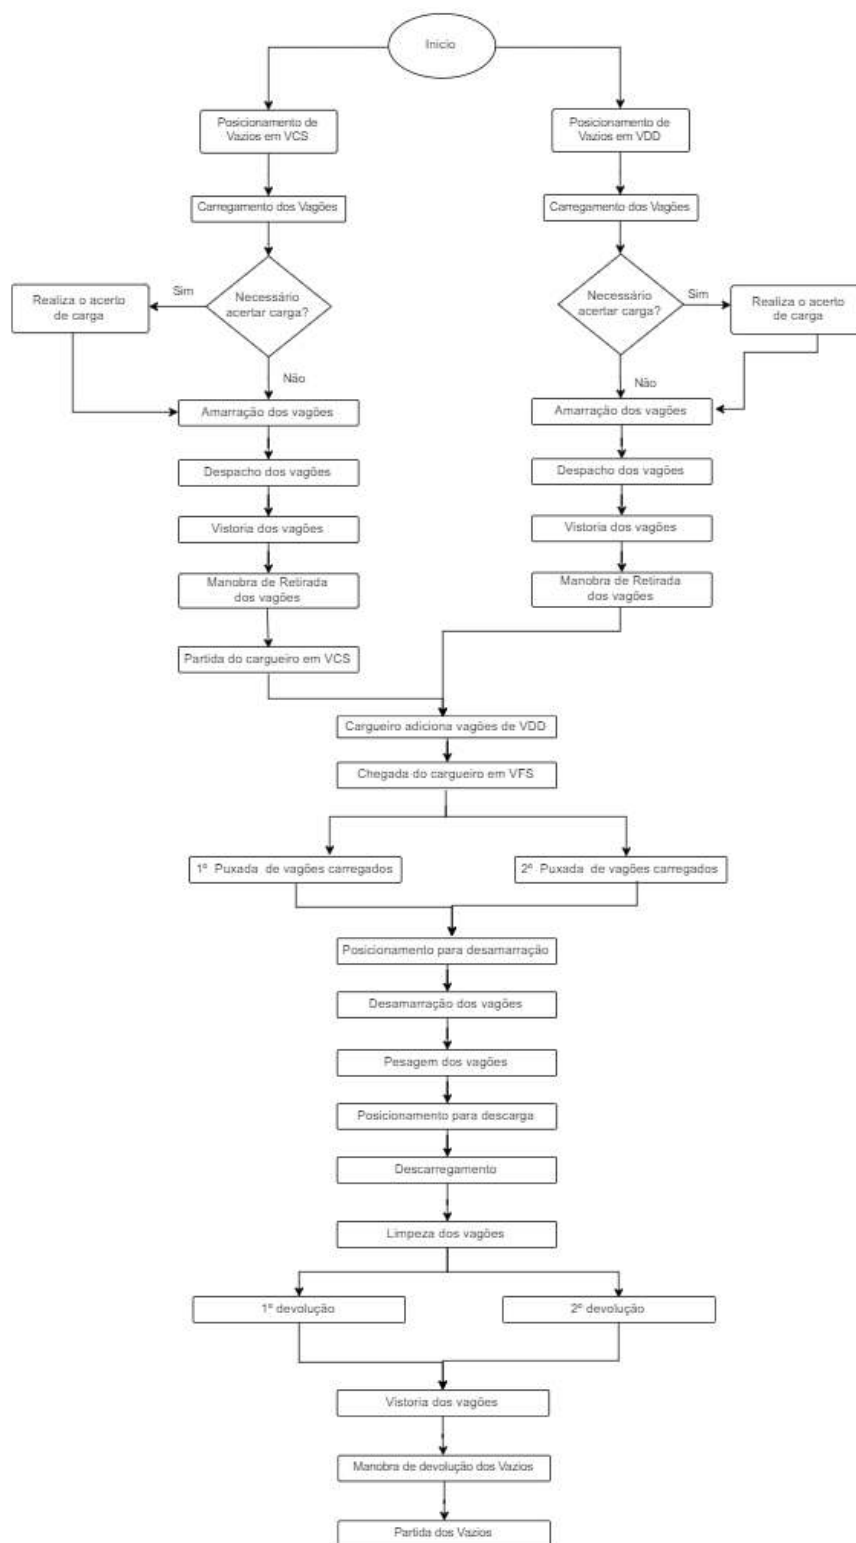 Inicio
Posicionamento de
Vazios em VCS
Posicionamento de
Vazios em VDD
Carregamento dos Vagões
Carregamento dos Vagões
Sim
Necessário
acertar carga?
Realiza o acerto
de carga
Necessário
acertar carga?
Sim
Realiza o acerto
de carga
Não
Não
Amarração dos vagões
Amarração dos vagões
Despacho dos vagões
Despacho dos vagões
Vistoria dos vagões
Vistoria dos vagões
Manobra de Retirada
dos vagões
Manobra de Retirada
dos vagões
Partida do cargueiro em VCS
Cargueiro adiciona vagões de VDD
Chegada do cargueiro em VFS
1º Puxada de vagões carregados
2º Puxada de vagões carregados
Posicionamento para desamarração
Desamarração dos vagões
Pesagem dos vagões
Posicionamento para descarga
Descarregamento
Limpeza dos vagões
1º devolução
2º devolução
Vistoria dos vagões
Manobra de devolução dos Vazios
Partida dos Vazios